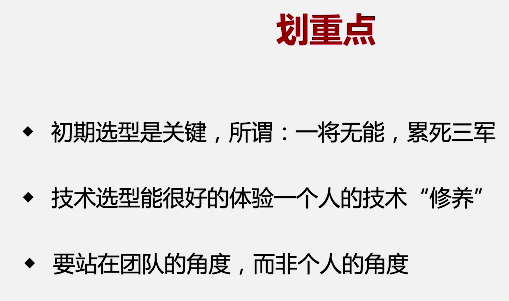 划重点
初期选型是关键，所谓：一将无能，累死三军
技术选型能很好的体验一个人的技术“修养”
要站在团队的角度，而非个人的角度